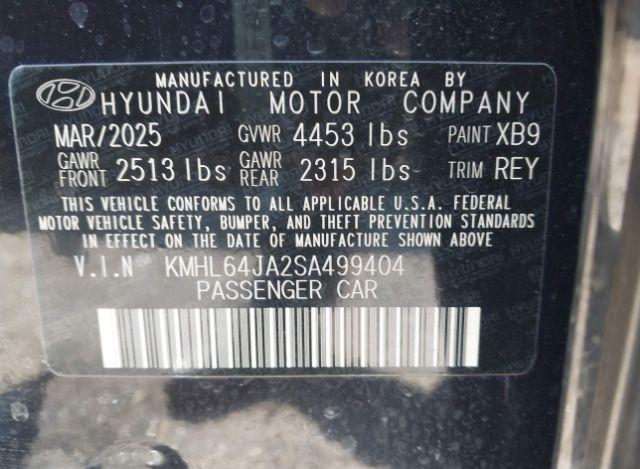 MANUFACTURED IN KOREA BY
HYUNDAI MOTOR COMPANY
MAR/2025 GVWR 4453 lbs PAINT XB9
GAWR FRONT 2513 lbs GAWR REAR 2315 lbs TRIM REY
THIS VEHICLE CONFORMS TO ALL APPLICABLE U.S.A. FEDERAL
MOTOR VEHICLE SAFETY, BUMPER, AND THEFT PREVENTION STANDARDS
IN EFFECT ON THE DATE OF MANUFACTURE SHOWN ABOVE
V.I.N KMHL64JA2SA499404
PASSENGER CAR